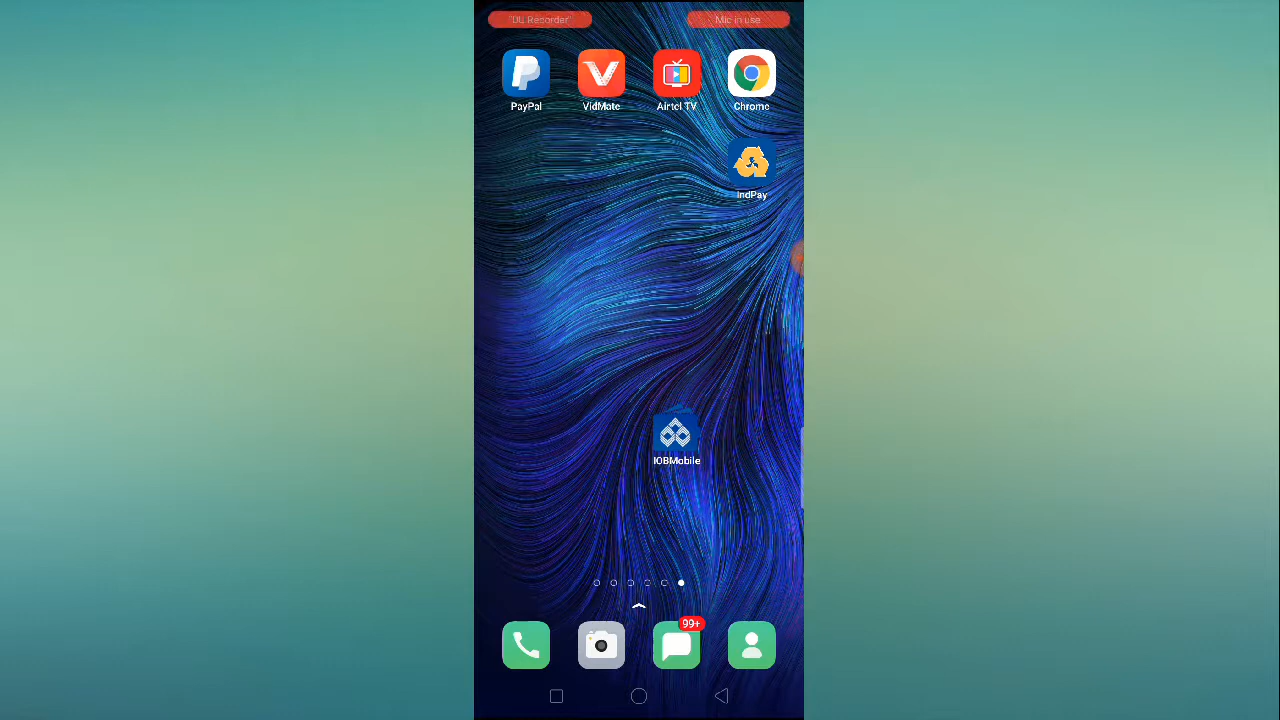 "DU Recorder" Mic in use
PayPal VidMate Airtel TV Chrome
IndPay
IOBMobile
99+